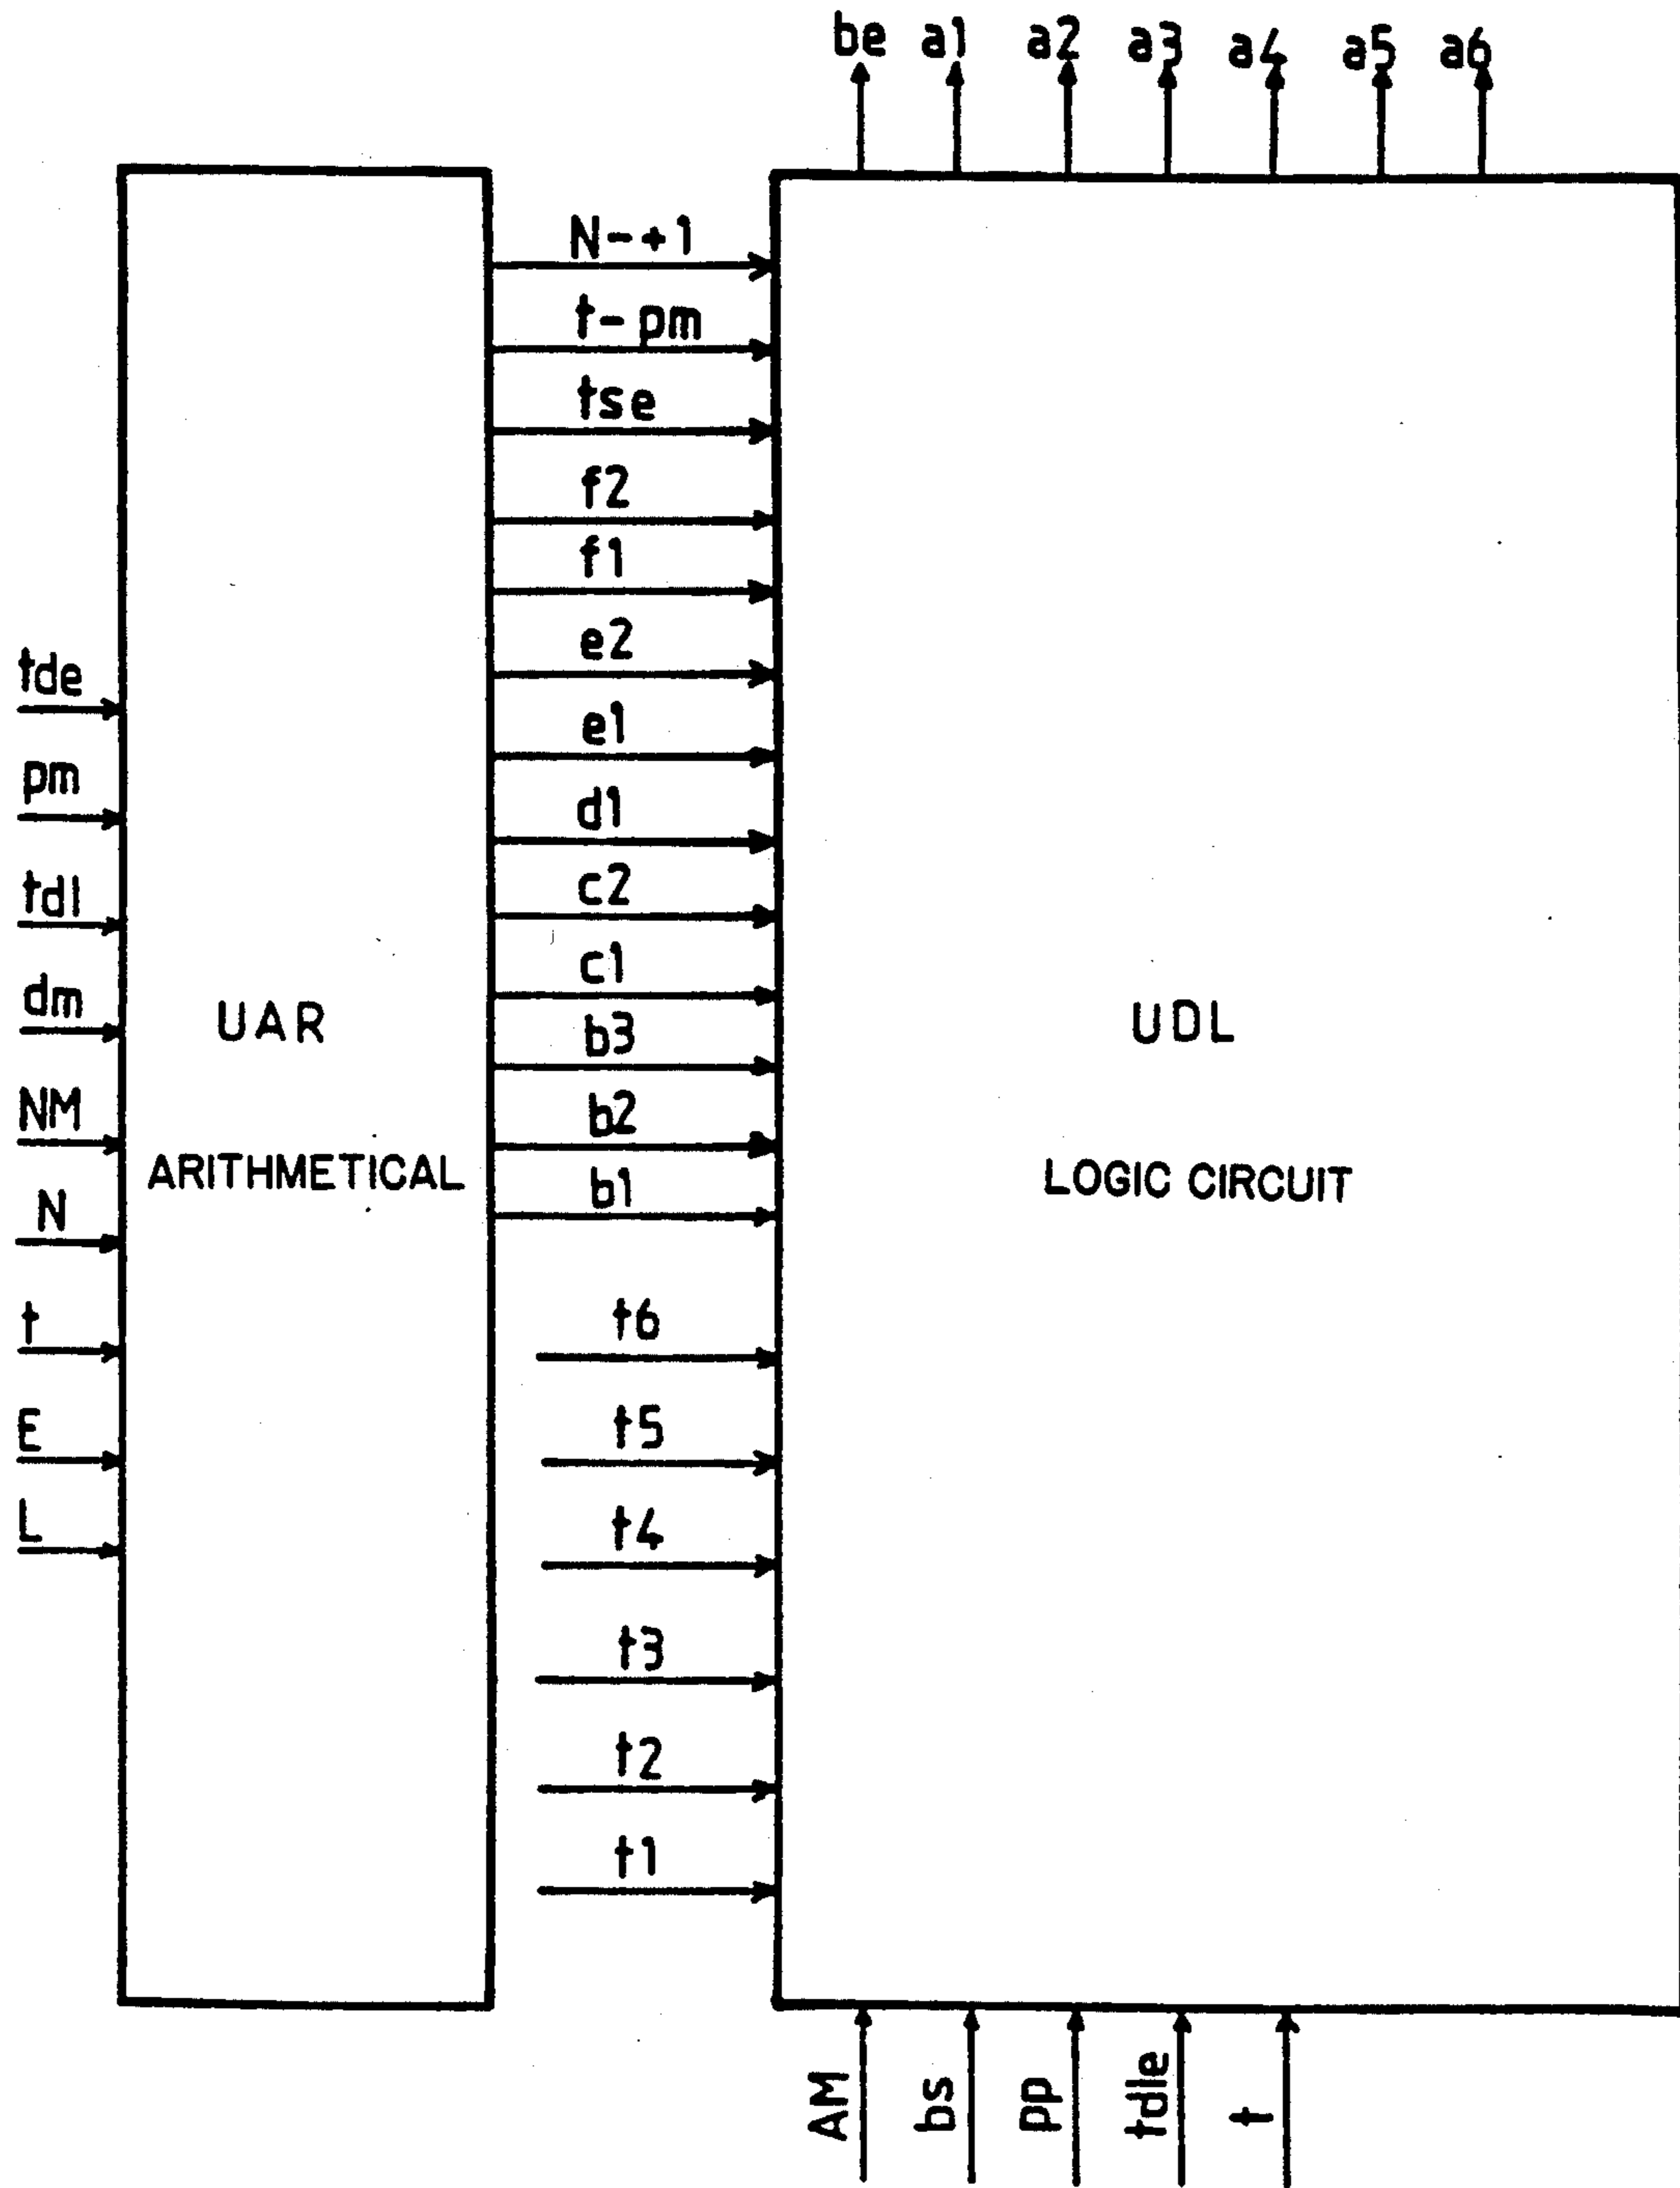 be a1 a2 a3 a4 a5 a6
N-+1
t-pm
tse
f2
f1
e2
e1
d1
c2
c1
b3
b2
b1
t6
t5
t4
t3
t2
t1
tde
pm
tdl
dm
NM
N
t
E
L
UAR
ARITHMETICAL
UDL
LOGIC CIRCUIT
AM
bs
pp
tdle
t